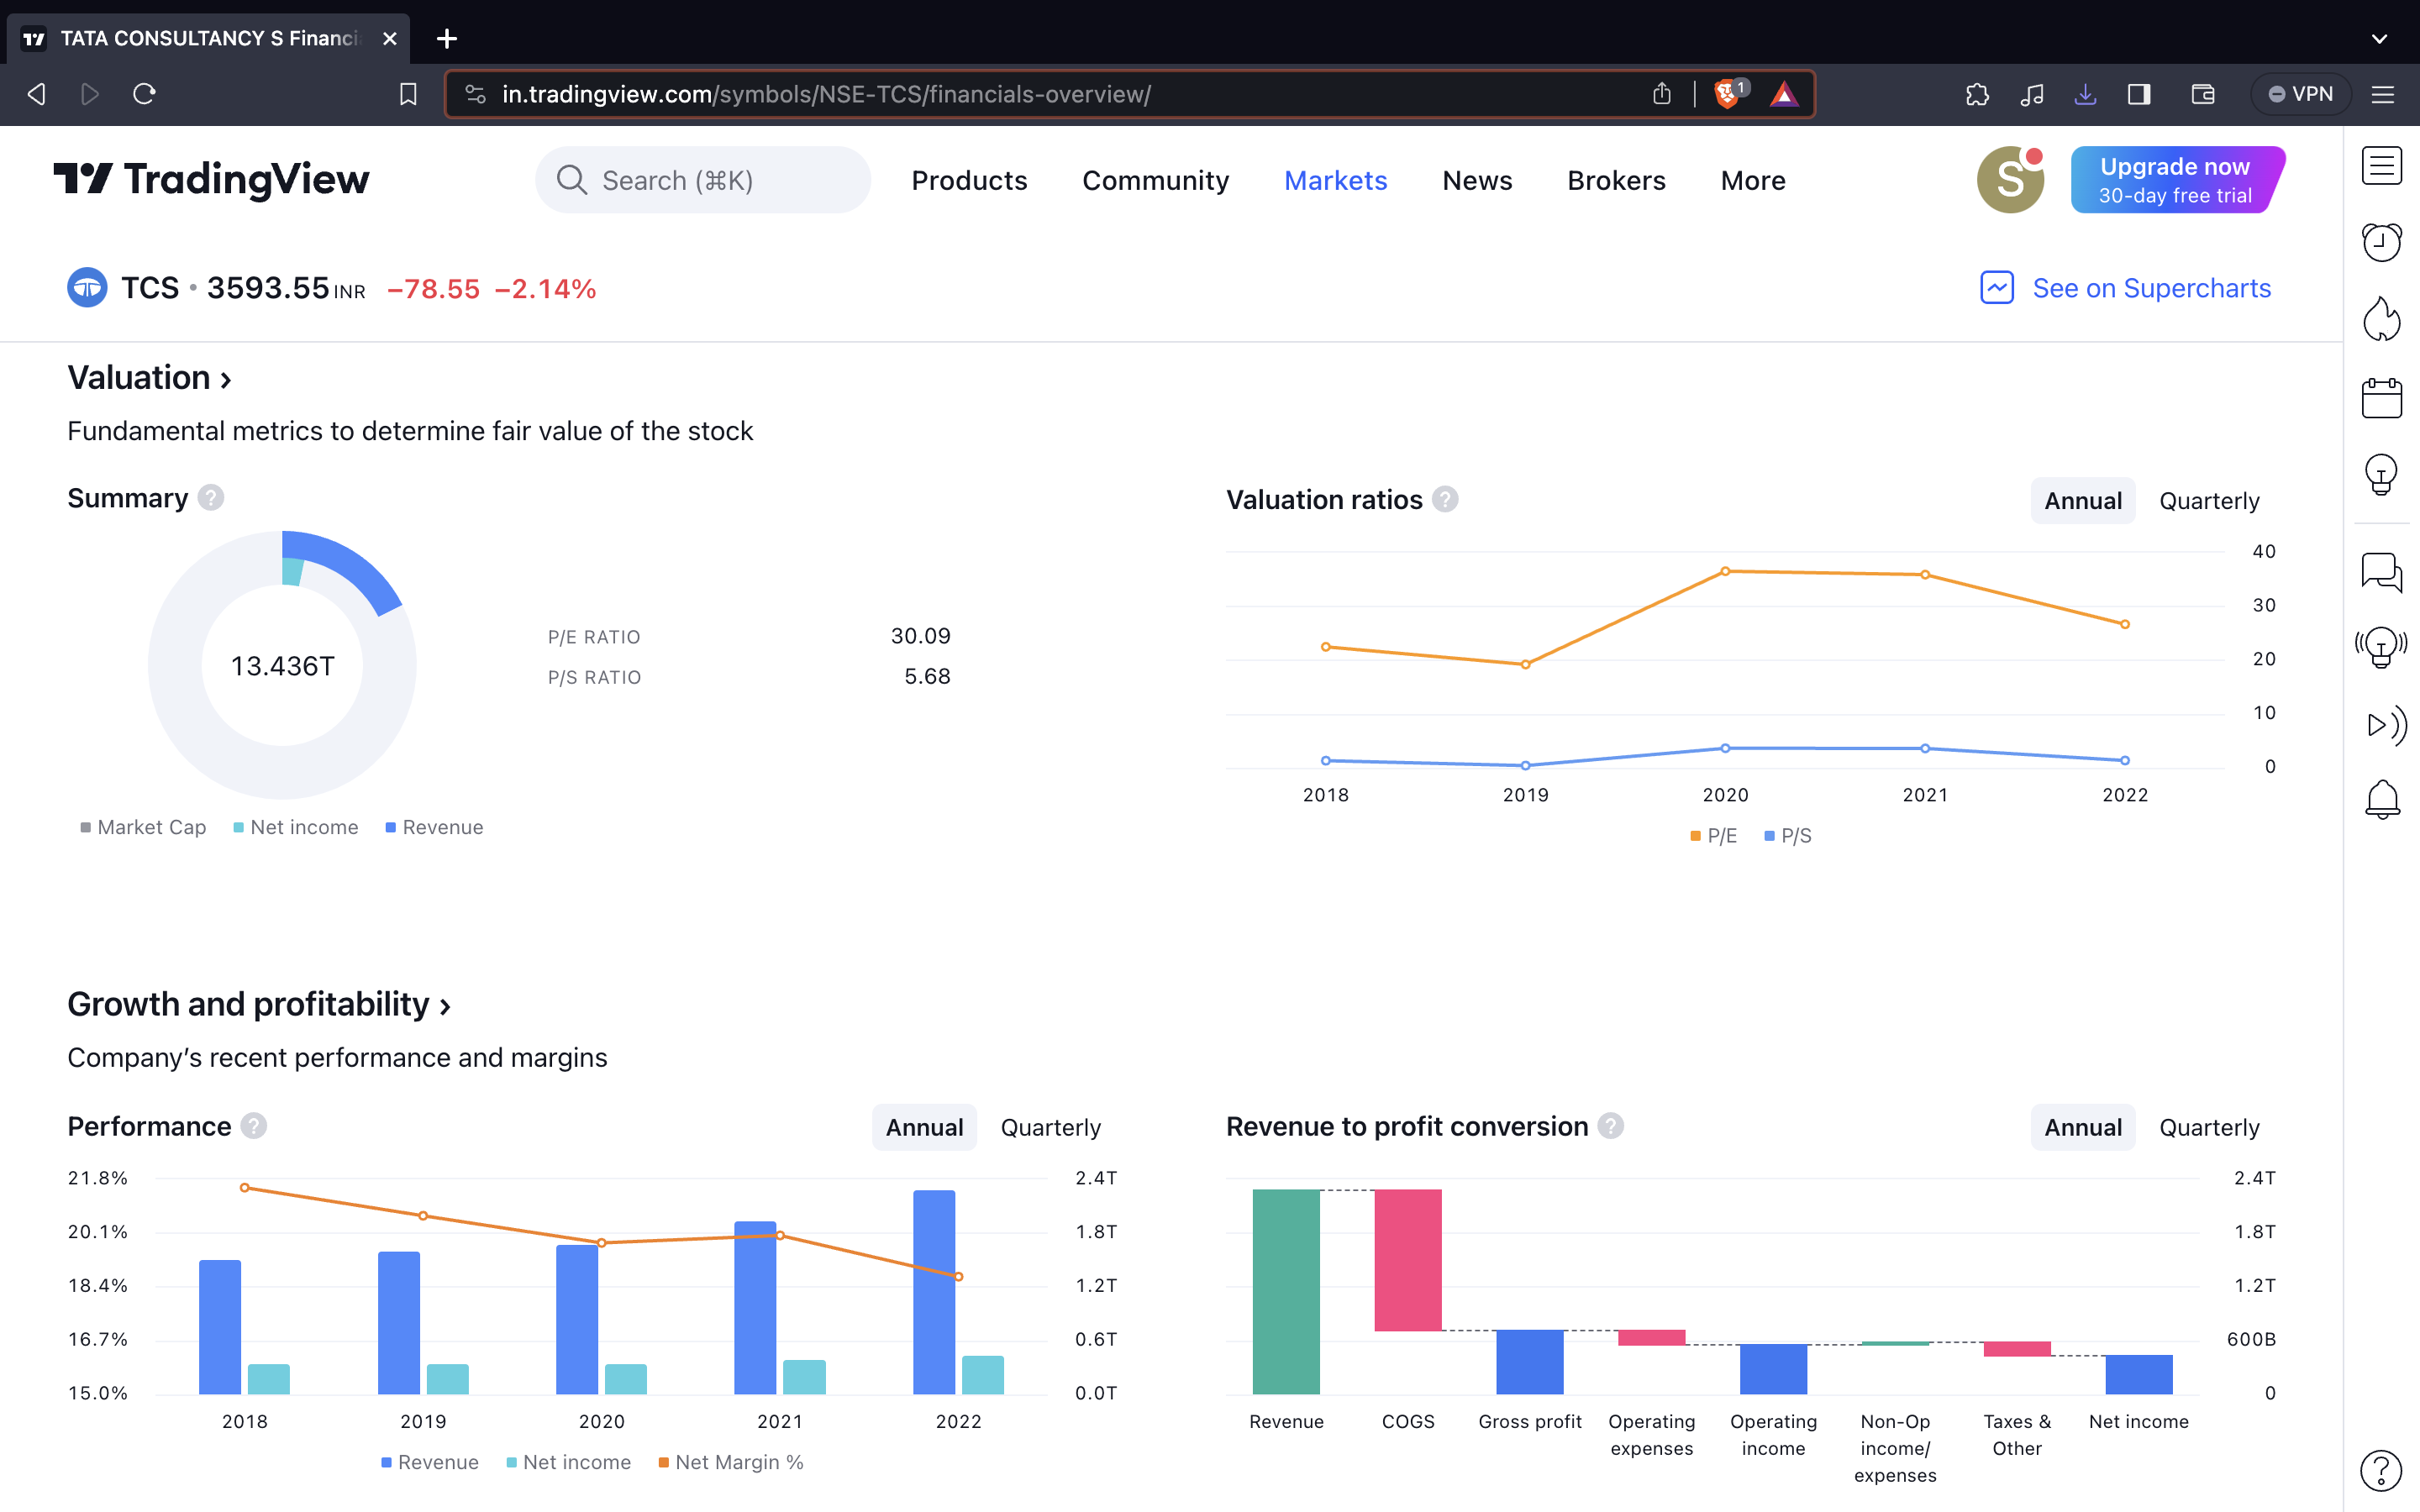 TATA CONSULTANCY S Financi
in.tradingview.com/symbols/NSE-TCS/financials-overview/
1
VPN
TradingView
Search (⌘K)
Products
Community
Markets
News
Brokers
More
S
Upgrade now
30-day free trial
TCS • 3593.55 INR −78.55 −2.14%
See on Supercharts
Valuation ›
Fundamental metrics to determine fair value of the stock
Summary ?
13.436T
P/E RATIO 30.09
P/S RATIO 5.68
Market Cap Net income Revenue
Valuation ratios ?
Annual Quarterly
40
30
20
10
0
2018 2019 2020 2021 2022
P/E P/S
Growth and profitability ›
Company’s recent performance and margins
Performance ?
Annual Quarterly
21.8% 2.4T
20.1% 1.8T
18.4% 1.2T
16.7% 0.6T
15.0% 0.0T
2018 2019 2020 2021 2022
Revenue Net income Net Margin %
Revenue to profit conversion ?
Annual Quarterly
2.4T
1.8T
1.2T
600B
0
Revenue COGS Gross profit Operating expenses Operating income Non-Op income/ expenses Taxes & Other Net income
?